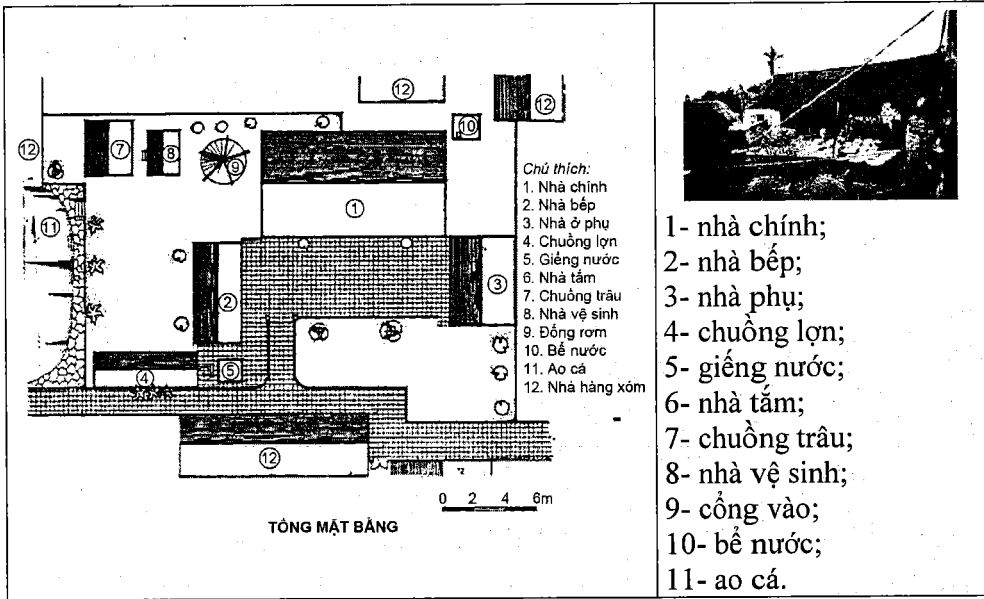 12
12
10
12
7
8
9
11
1
2
3
5
4
12
12
Chú thích:
1. Nhà chính
2. Nhà bếp
3. Nhà ở phụ
4. Chuồng lợn
5. Giếng nước
6. Nhà tắm
7. Chuồng trâu
8. Nhà vệ sinh
9. Đống rơm
10. Bể nước
11. Ao cá
12. Nhà hàng xóm
0 2 4 6m
TỔNG MẶT BẰNG
1- nhà chính;
2- nhà bếp;
3- nhà phụ;
4- chuồng lợn;
5- giếng nước;
6- nhà tắm;
7- chuồng trâu;
8- nhà vệ sinh;
9- cổng vào;
10- bể nước;
11- ao cá.